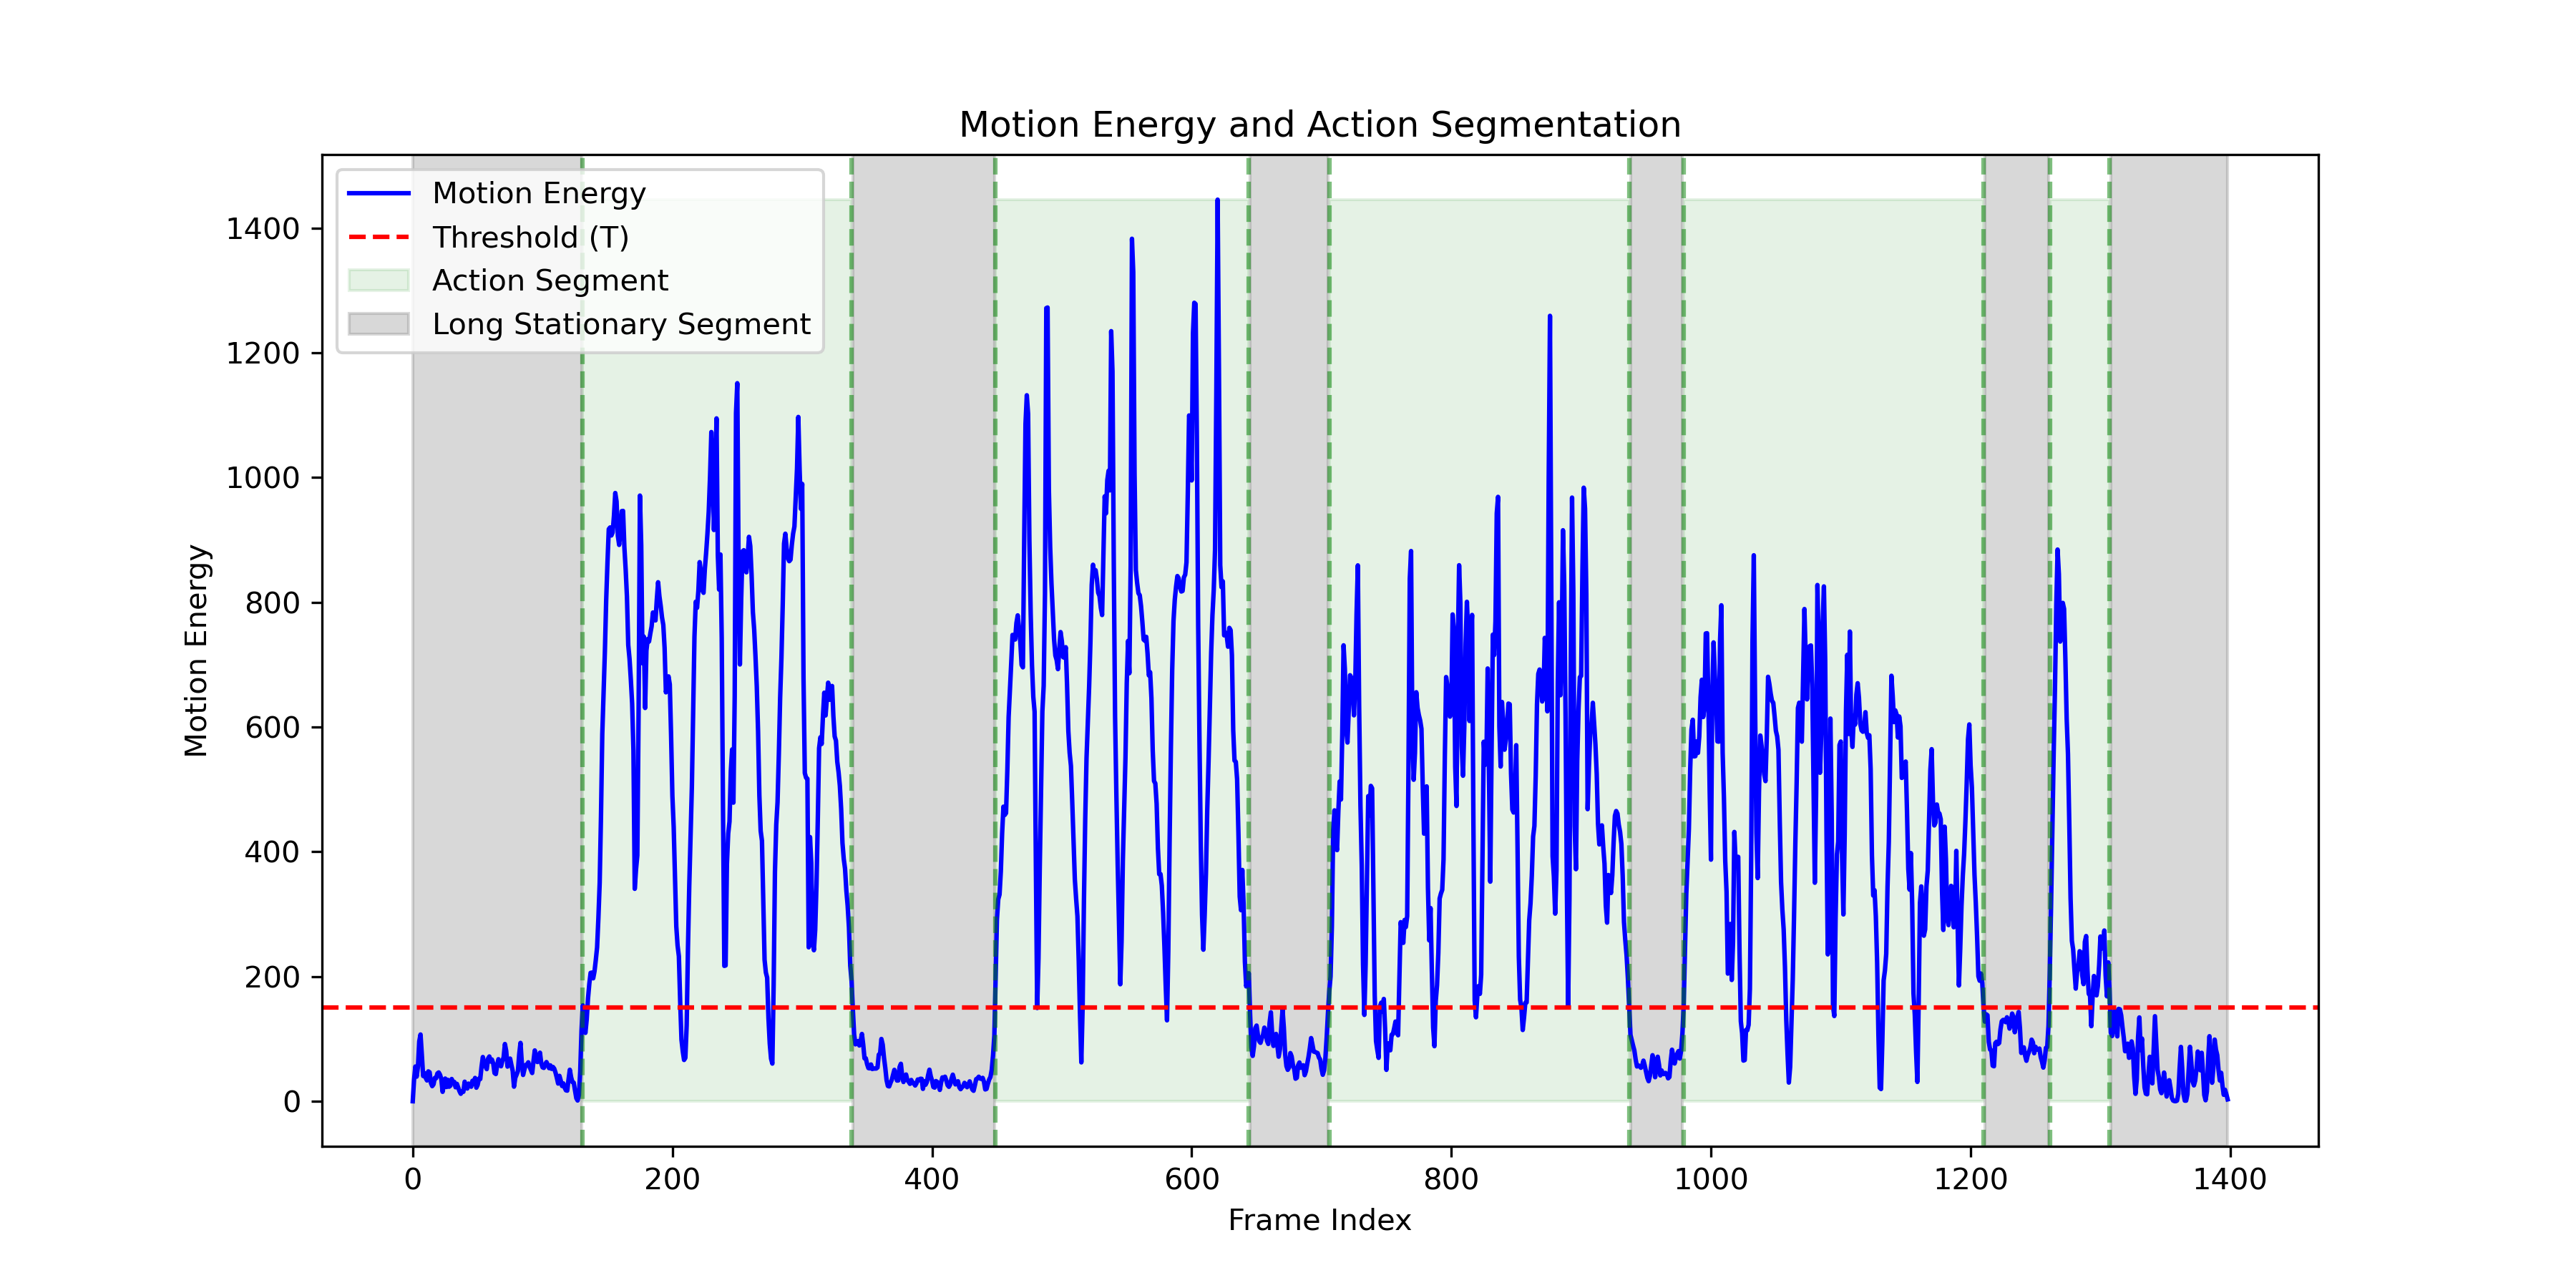 Motion Energy and Action Segmentation
Motion Energy
Threshold (T)
Action Segment
Long Stationary Segment
Motion Energy
1400
1200
1000
800
600
400
200
0
0 200 400 600 800 1000 1200 1400
Frame Index